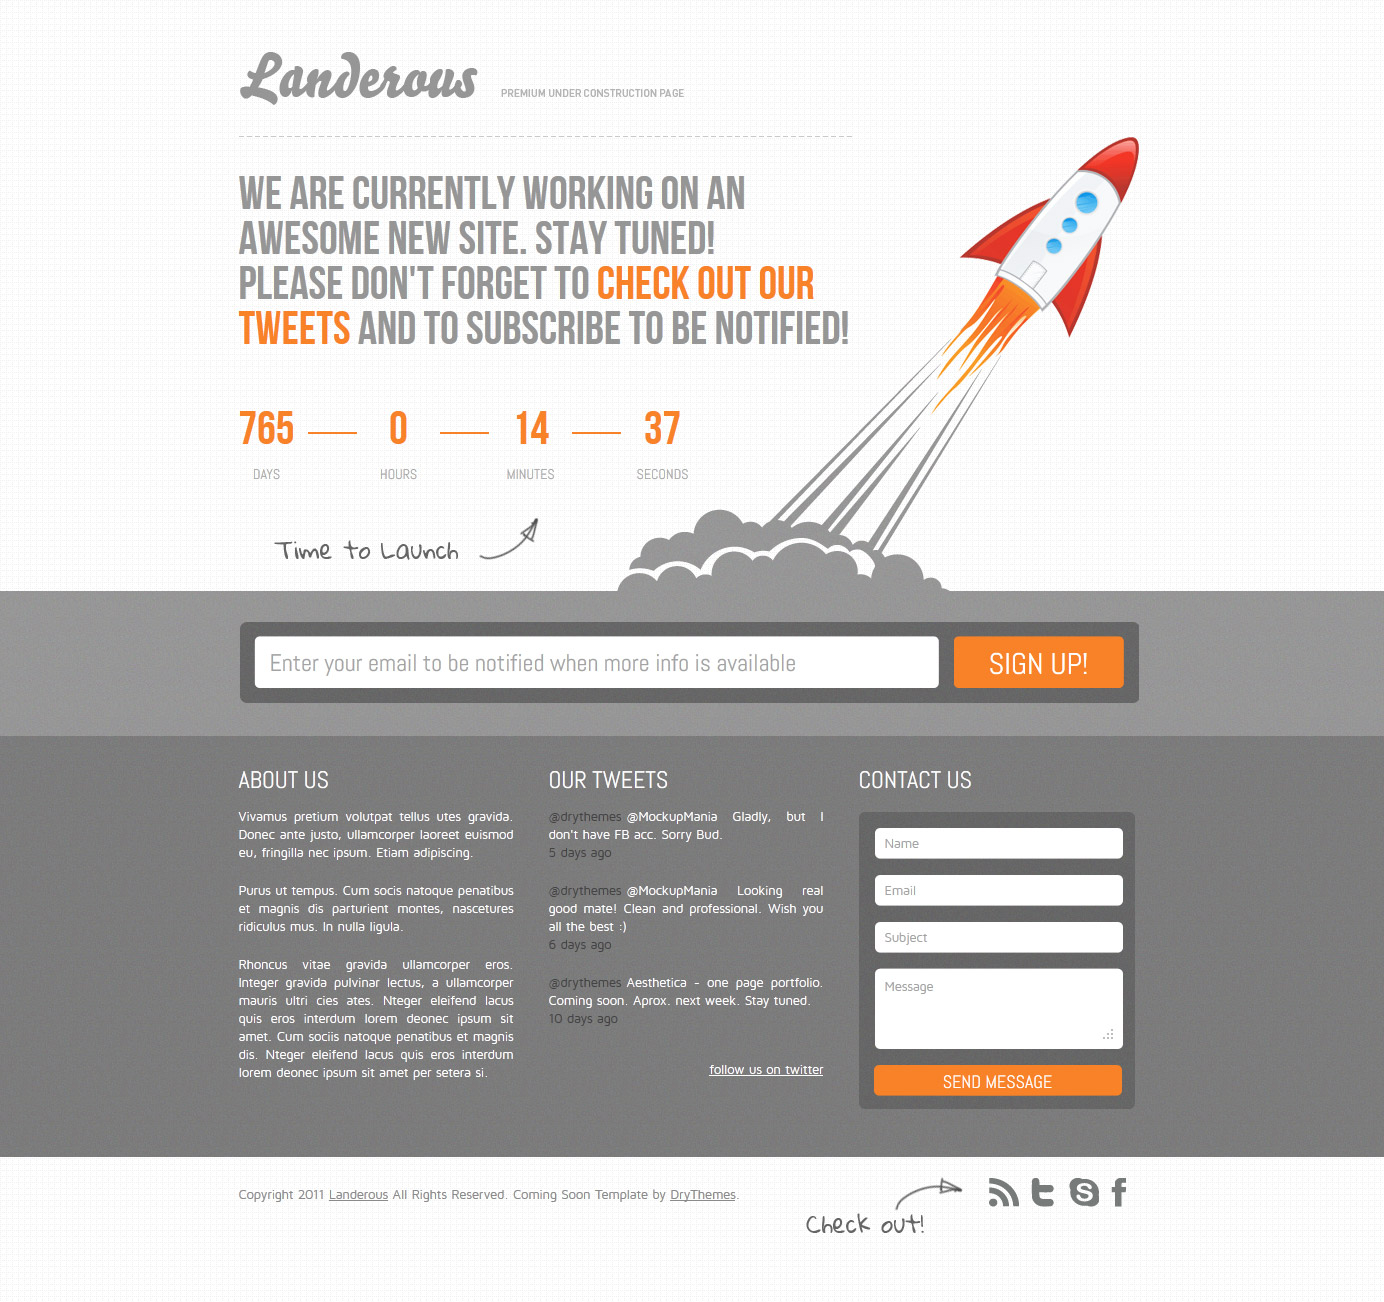 Landerous
PREMIUM UNDER CONSTRUCTION PAGE
WE ARE CURRENTLY WORKING ON AN
AWESOME NEW SITE. STAY TUNED!
PLEASE DON'T FORGET TO CHECK OUT OUR
TWEETS AND TO SUBSCRIBE TO BE NOTIFIED!
765 0 14 37
DAYS HOURS MINUTES SECONDS
Time to Launch
Enter your email to be notified when more info is available
SIGN UP!
ABOUT US
Vivamus pretium volutpat tellus utes gravida.
Donec ante justo, ullamcorper laoreet euismod
eu, fringilla nec ipsum. Etiam adipiscing.
Purus ut tempus. Cum socis natoque penatibus
et magnis dis parturient montes, nascetures
ridiculus mus. In nulla ligula.
Rhoncus vitae gravida ullamcorper eros.
Integer gravida pulvinar lectus, a ullamcorper
mauris ultri cies ates. Nteger eleifend lacus
quis eros interdum lorem deonec ipsum sit
amet. Cum sociis natoque penatibus et magnis
dis. Nteger eleifend lacus quis eros interdum
lorem deonec ipsum sit amet per setera si.
OUR TWEETS
@drythemes @MockupMania Gladly, but I
don't have FB acc. Sorry Bud.
5 days ago
@drythemes @MockupMania Looking real
good mate! Clean and professional. Wish you
all the best :)
6 days ago
@drythemes Aesthetica - one page portfolio.
Coming soon. Aprox. next week. Stay tuned.
10 days ago
follow us on twitter
CONTACT US
Name
Email
Subject
Message
SEND MESSAGE
Copyright 2011 Landerous All Rights Reserved. Coming Soon Template by DryThemes.
Check out!